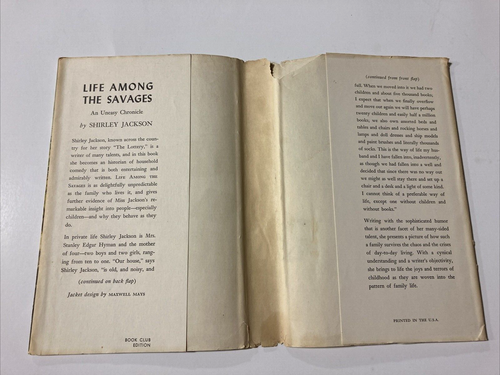 LIFE AMONG
THE SAVAGES
An Uneasy Chronicle
by SHIRLEY JACKSON
Shirley Jackson, known across the coun-
try for her story "The Lottery," is a
writer of many talents, and in this book
she becomes an historian of household
comedy that is both entertaining and
admirably written. LIFE AMONG THE
SAVAGES is as delightfully unpredictable
as the family who lives it, and gives
further evidence of Miss Jackson's re-
markable insight into people—especially
children—and why they behave as they
do.
In private life Shirley Jackson is Mrs.
Stanley Edgar Hyman and the mother
of four—two boys and two girls, rang-
ing from ten to one. "Our house," says
Shirley Jackson, "is old, and noisy, and
(continued on back flap)
Jacket design by MAXWELL MAYS
BOOK CLUB
EDITION
(continued from front flap)
full. When we moved into it we had two
children and about five thousand books;
I expect that when we finally overflow
and move out again we will have perhaps
twenty children and easily half a million
books; we also own assorted beds and
tables and chairs and rocking horses and
lamps and doll dresses and ship models
and paint brushes and literally thousands
of socks. This is the way of life my hus-
band and I have fallen into, inadvertently,
as though we had fallen into a well and
decided that since there was no way out
we might as well stay there and set up a
chair and a desk and a light of some kind.
I cannot think of a preferable way of
life, except one without children and
without books."
Writing with the sophisticated humor
that is another facet of her many-sided
talent, she presents a picture of how such
a family survives the chaos and the crises
of day-to-day living. With a cynical
understanding and a writer's objectivity,
she brings to life the joys and terrors of
childhood as they are woven into the
pattern of family life.
PRINTED IN THE U.S.A.